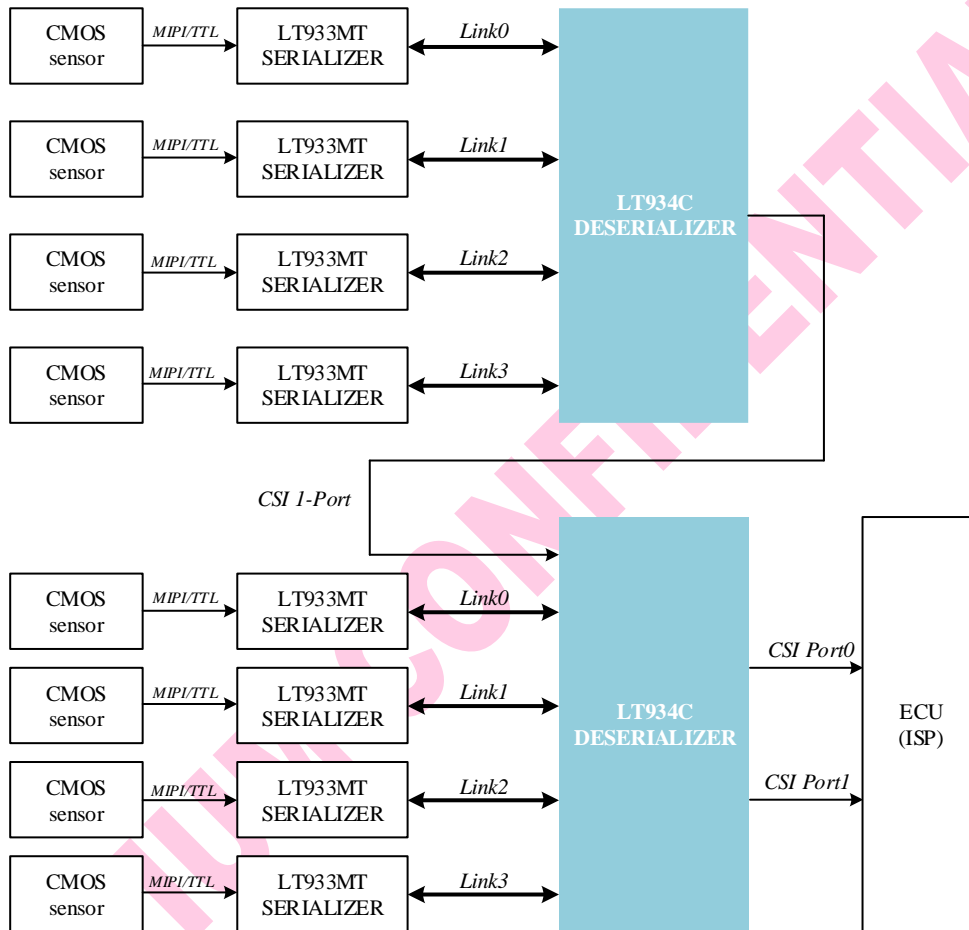 CMOS
sensor
MIPI/TTL
LT933MT
SERIALIZER
Link0
CMOS
sensor
MIPI/TTL
LT933MT
SERIALIZER
Link1
LT934C
DESERIALIZER
CMOS
sensor
MIPI/TTL
LT933MT
SERIALIZER
Link2
CMOS
sensor
MIPI/TTL
LT933MT
SERIALIZER
Link3
CSI 1-Port
CMOS
sensor
MIPI/TTL
LT933MT
SERIALIZER
Link0
CSI Port0
CMOS
sensor
MIPI/TTL
LT933MT
SERIALIZER
Link1
LT934C
DESERIALIZER
ECU
(ISP)
CMOS
sensor
MIPI/TTL
LT933MT
SERIALIZER
Link2
CSI Port1
CMOS
sensor
MIPI/TTL
LT933MT
SERIALIZER
Link3